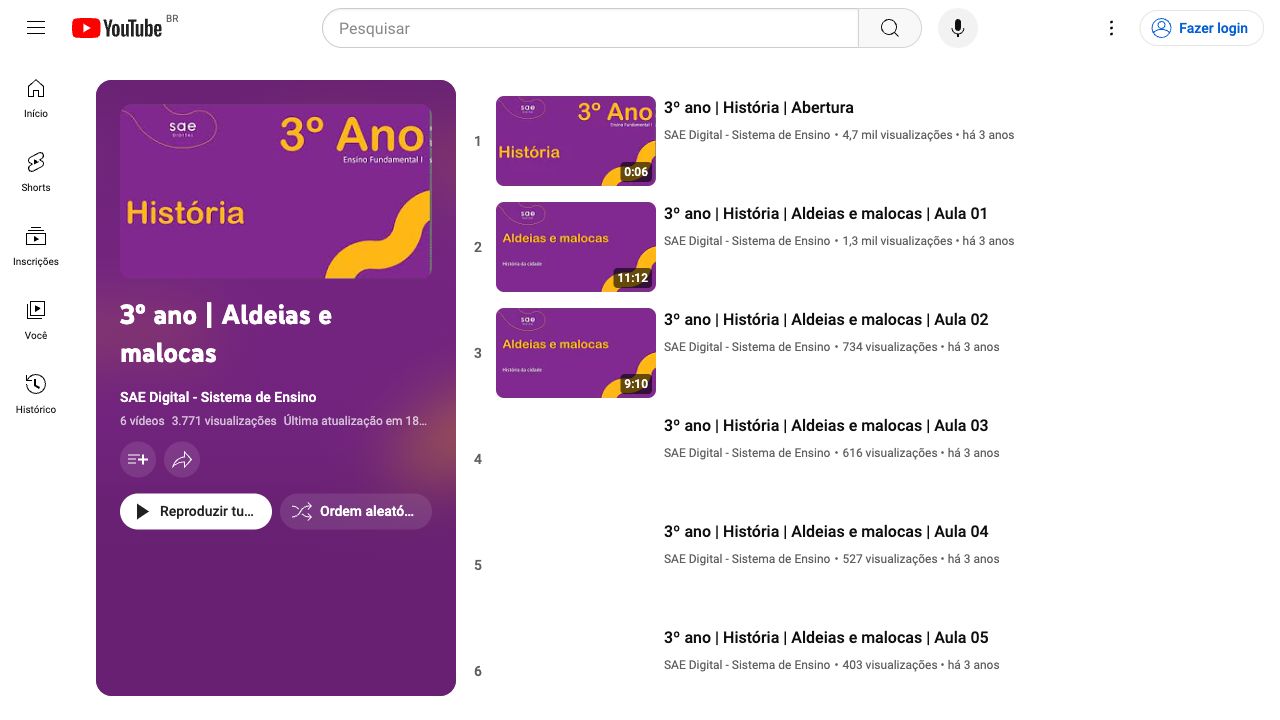 YouTube BR
Pesquisar
Fazer login
Início
Shorts
Inscrições
Você
Histórico
sae
DIGITAL
3º Ano
Ensino Fundamental I
História
3º ano | Aldeias e
malocas
SAE Digital - Sistema de Ensino
6 vídeos 3.771 visualizações Última atualização em 18...
Reproduzir tu...
Ordem aleató...
1
sae
3º Ano
Ensino Fundamental I
História
0:06
3º ano | História | Abertura
SAE Digital - Sistema de Ensino • 4,7 mil visualizações • há 3 anos
2
sae
Aldeias e malocas
História da cidade
11:12
3º ano | História | Aldeias e malocas | Aula 01
SAE Digital - Sistema de Ensino • 1,3 mil visualizações • há 3 anos
3
sae
Aldeias e malocas
História da cidade
9:10
3º ano | História | Aldeias e malocas | Aula 02
SAE Digital - Sistema de Ensino • 734 visualizações • há 3 anos
4
3º ano | História | Aldeias e malocas | Aula 03
SAE Digital - Sistema de Ensino • 616 visualizações • há 3 anos
5
3º ano | História | Aldeias e malocas | Aula 04
SAE Digital - Sistema de Ensino • 527 visualizações • há 3 anos
6
3º ano | História | Aldeias e malocas | Aula 05
SAE Digital - Sistema de Ensino • 403 visualizações • há 3 anos